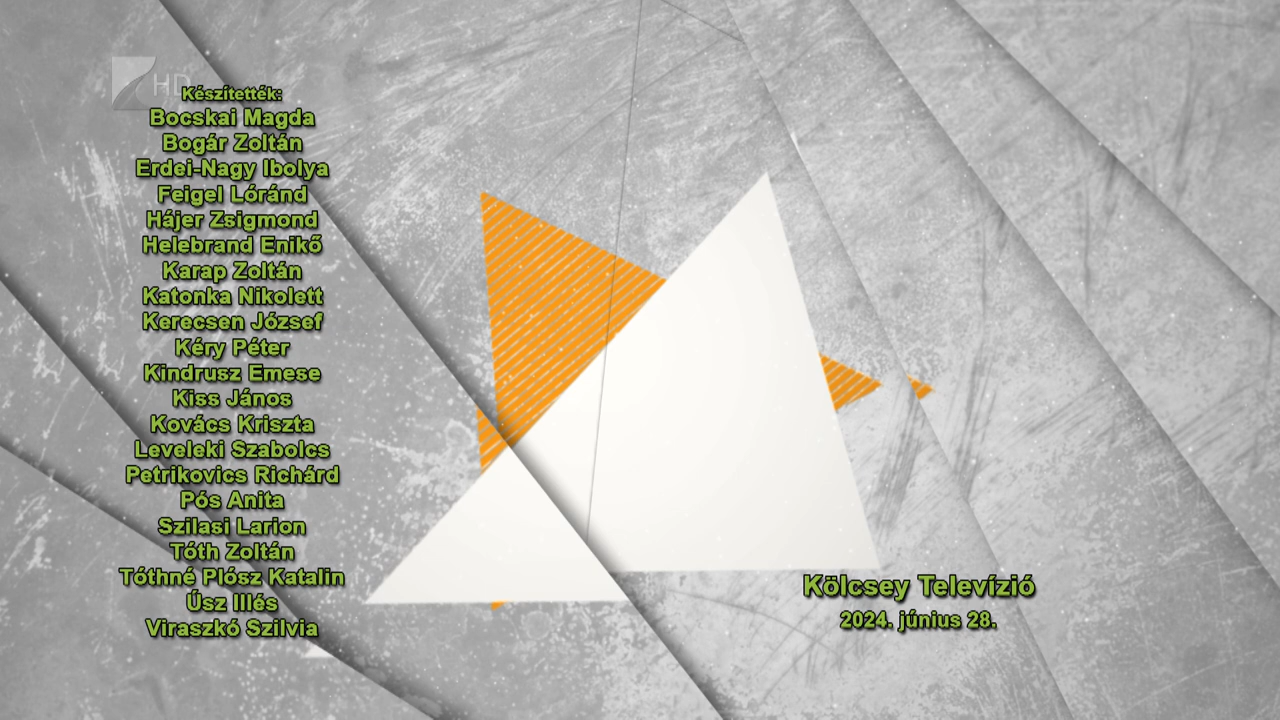 HD
Készítették:
Bocskai Magda
Bogár Zoltán
Erdei-Nagy Ibolya
Feigel Lóránd
Hájer Zsigmond
Helebrand Enikő
Karap Zoltán
Katonka Nikolett
Kerecsen József
Kéry Péter
Kindrusz Emese
Kiss János
Kovács Kriszta
Leveleki Szabolcs
Petrikovics Richárd
Pós Anita
Szilasi Larion
Tóth Zoltán
Tóthné Plósz Katalin
Úsz Illés
Viraszkó Szilvia
Kölcsey Televízió
2024. június 28.